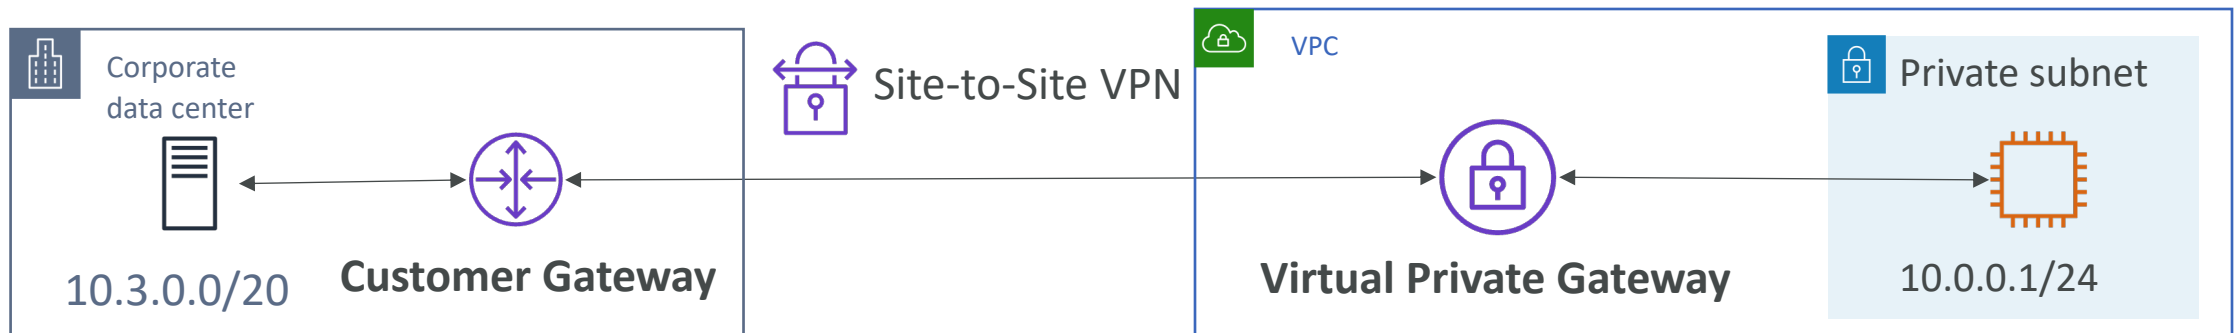 Corporate
data center
10.3.0.0/20
Customer Gateway
Site-to-Site VPN
VPC
Virtual Private Gateway
Private subnet
10.0.0.1/24